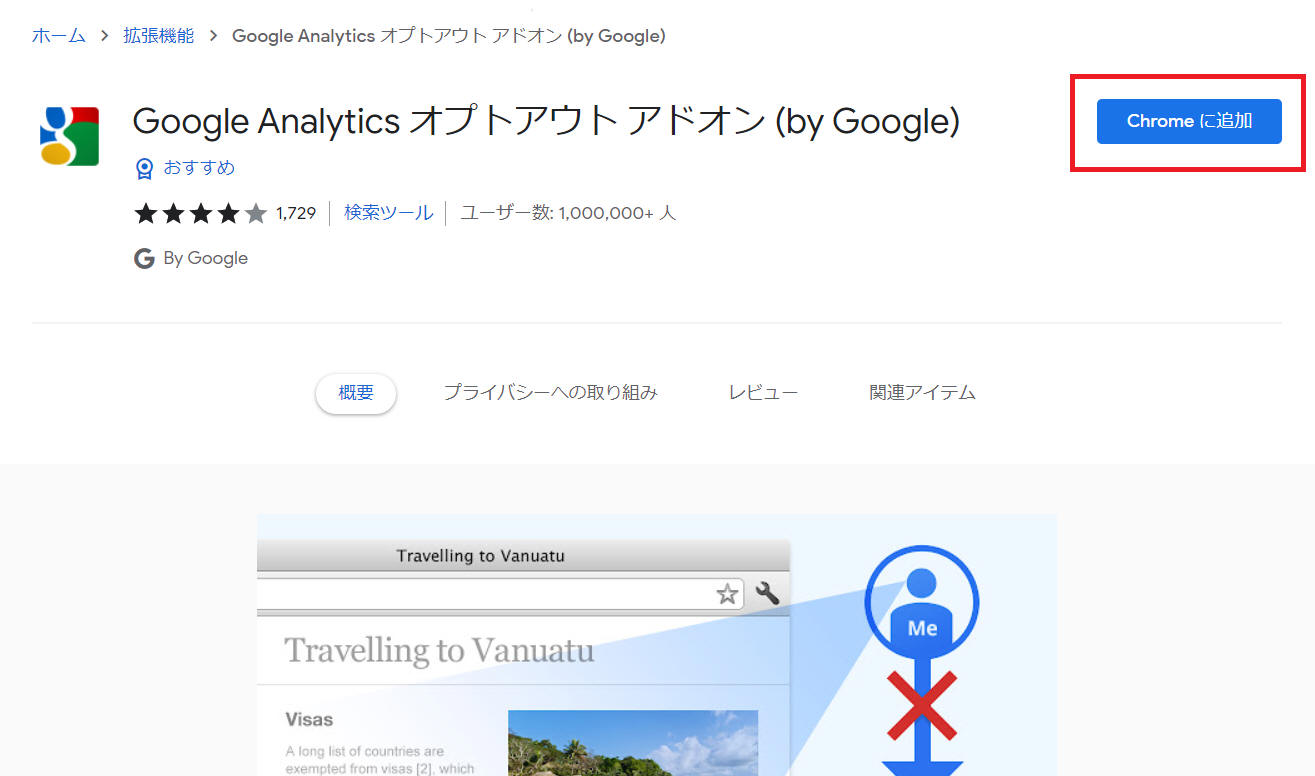 ホーム > 拡張機能 > Google Analytics オプトアウト アドオン (by Google)
Google Analytics オプトアウト アドオン (by Google)
Chrome に追加
おすすめ
1,729 検索ツール ユーザー数: 1,000,000+ 人
G By Google
概要 プライバシーへの取り組み レビュー 関連アイテム
Travelling to Vanuatu
Travelling to Vanuatu
Me
Visas
A long list of countries are
exempted from visas [2], which